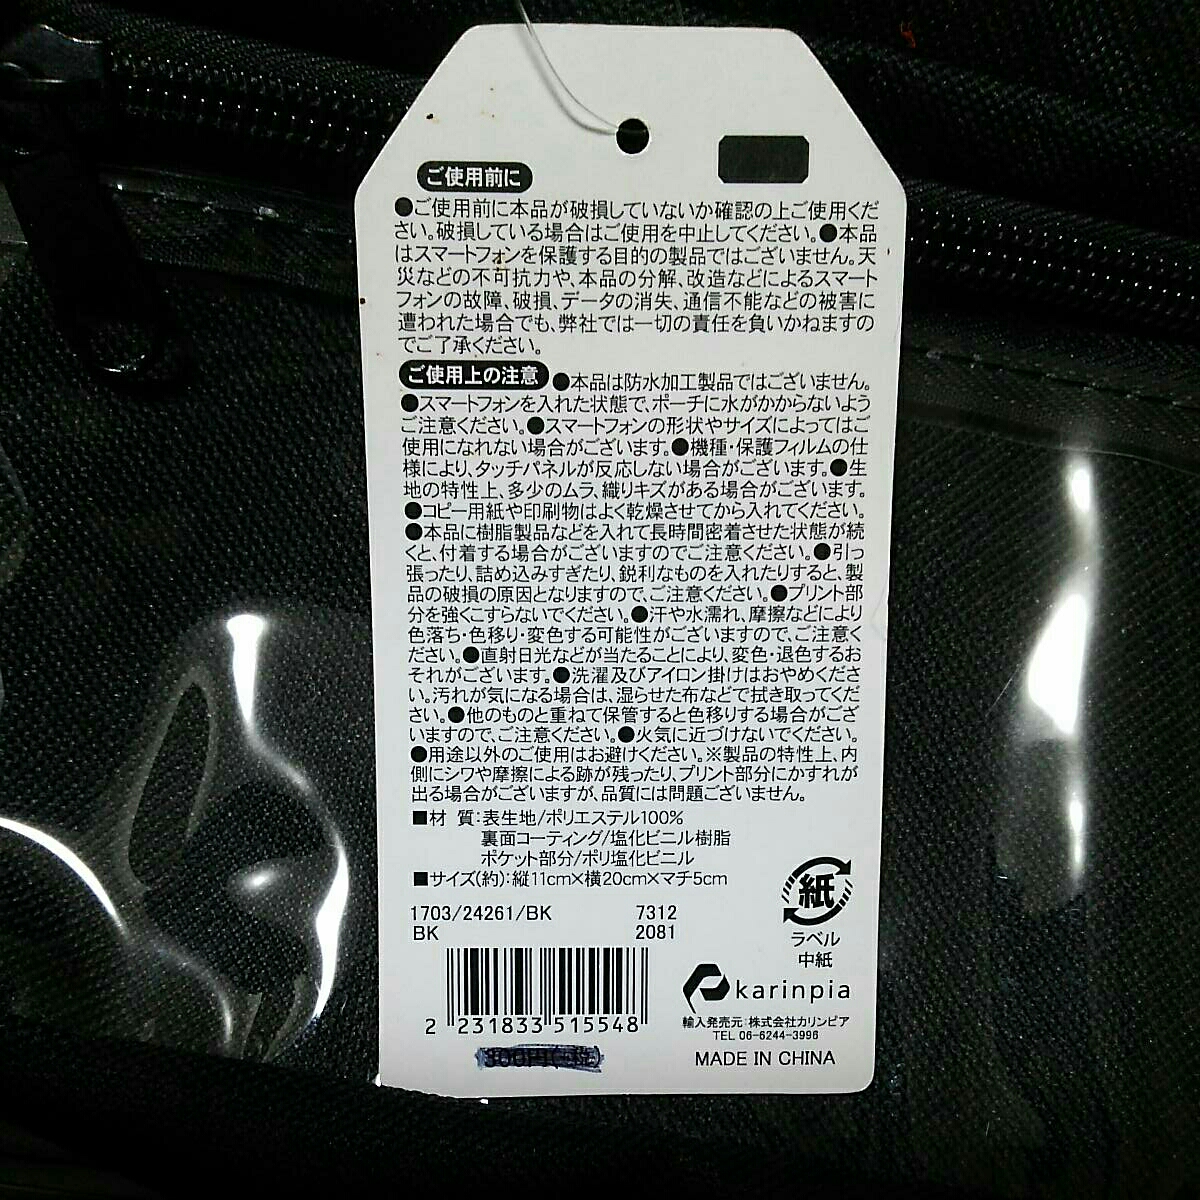 ご使用前に
●ご使用前に本品が破損していないか確認の上ご使用くだ
さい。破損している場合はご使用を中止してください。●本品
はスマートフォンを保護する目的の製品ではございません。天
災などの不可抗力や、本品の分解、改造などによるスマート
フォンの故障、破損、データの消失、通信不能などの被害に
遭われた場合でも、弊社では一切の責任を負いかねますの
でご了承ください。
ご使用上の注意 ●本品は防水加工製品ではございません。
●スマートフォンを入れた状態で、ポーチに水がかからないよう
ご注意ください。●スマートフォンの形状やサイズによってはご
使用になれない場合がございます。●機種・保護フィルムの仕
様により、タッチパネルが反応しない場合がございます。●生
地の特性上、多少のムラ、織りキズがある場合がございます。
●コピー用紙や印刷物はよく乾燥させてから入れてください。
●本品に樹脂製品などを入れて長時間密着させた状態が続
くと、付着する場合がございますのでご注意ください。●引っ
張ったり、詰め込みすぎたり、鋭利なものを入れたりすると、製
品の破損の原因となりますので、ご注意ください。●プリント部
分を強くこすらないでください。●汗や水濡れ、摩擦などにより
色落ち・色移り・変色する可能性がございますので、ご注意く
ださい。●直射日光などが当たることにより、変色・退色するお
それがございます。●洗濯及びアイロン掛けはおやめくださ
い。汚れが気になる場合は、湿らせた布などで拭き取ってくだ
さい。●他のものと重ねて保管すると色移りする場合がござ
いますので、ご注意ください。●火気に近づけないでください。
●用途以外のご使用はお避けください。※製品の特性上、内
側にシワや摩擦による跡が残ったり、プリント部分にかすれが
出る場合がございますが、品質には問題ございません。
■材 質:表生地/ポリエステル100%
裏面コーティング/塩化ビニル樹脂
ポケット部分/ポリ塩化ビニル
■サイズ(約):縦11cm×横20cm×マチ5cm
1703/24261/BK 7312
BK 2081
紙
ラベル
中紙
2 231833 515548
karinpia
輸入発売元:株式会社カリンピア
TEL 06-6244-3996
MADE IN CHINA